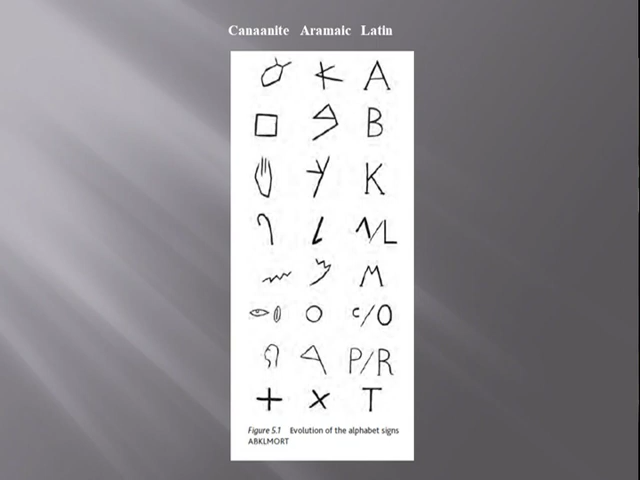 Canaanite Aramaic Latin
A
B
K
Λ/L
M
c/O
P/R
+ x T
Figure 5.1 Evolution of the alphabet signs
ABKLMORT